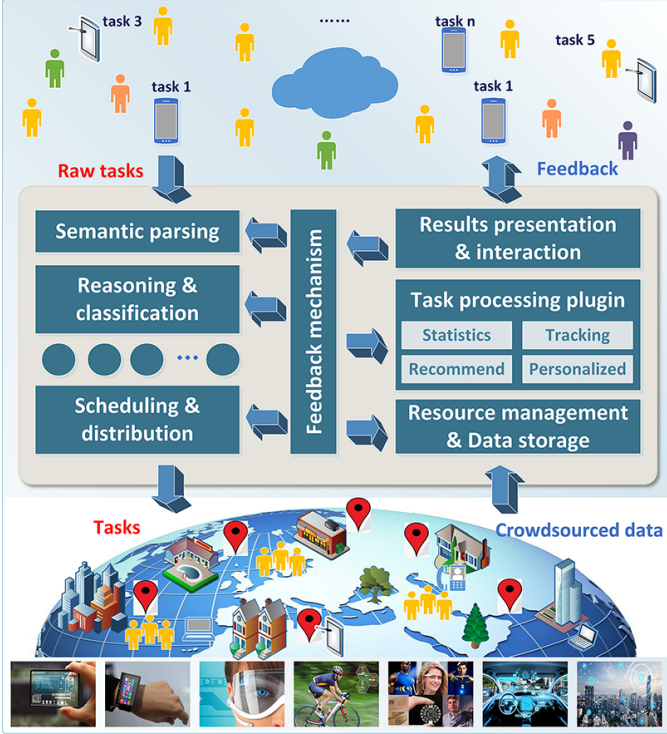 ......
task 3
task n
task 5
task 1
task 1
Raw tasks
Feedback
Semantic parsing
Reasoning &
classification
...
Scheduling &
distribution
Feedback mechanism
Results presentation
& interaction
Task processing plugin
Statistics
Tracking
Recommend
Personalized
Resource management
& Data storage
Tasks
Crowdsourced data